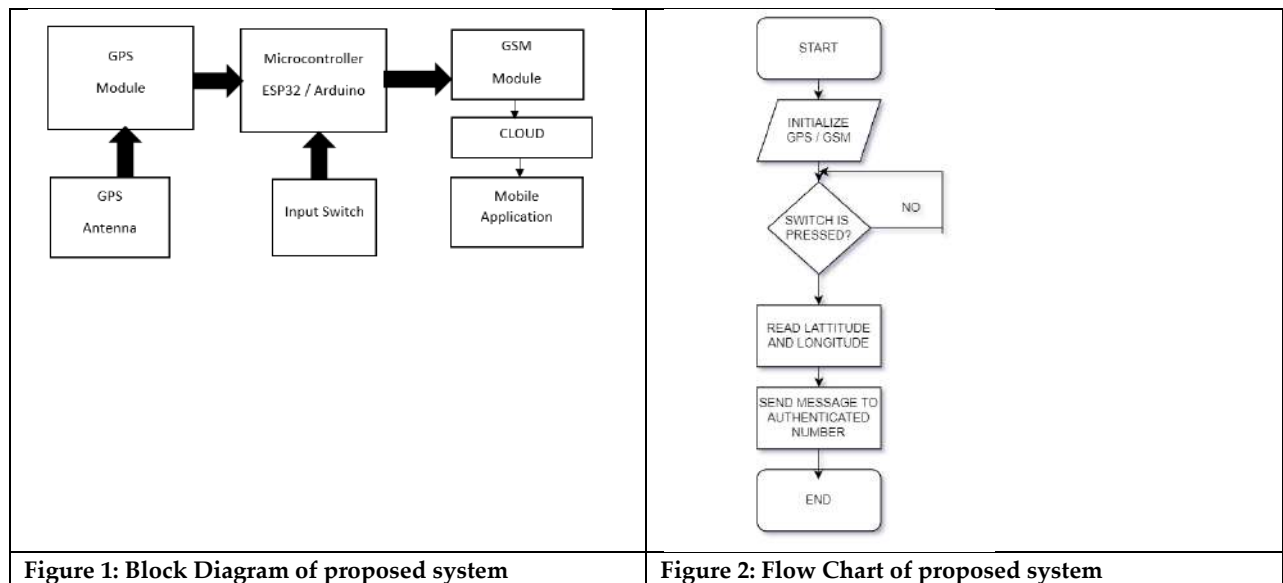 GPS
Module
Microcontroller
ESP32 / Arduino
GSM
Module
CLOUD
GPS
Antenna
Input Switch
Mobile
Application
Figure 1: Block Diagram of proposed system
START
INITIALIZE
GPS / GSM
SWITCH IS
PRESSED?
NO
READ LATTITUDE
AND LONGITUDE
SEND MESSAGE TO
AUTHENTICATED
NUMBER
END
Figure 2: Flow Chart of proposed system